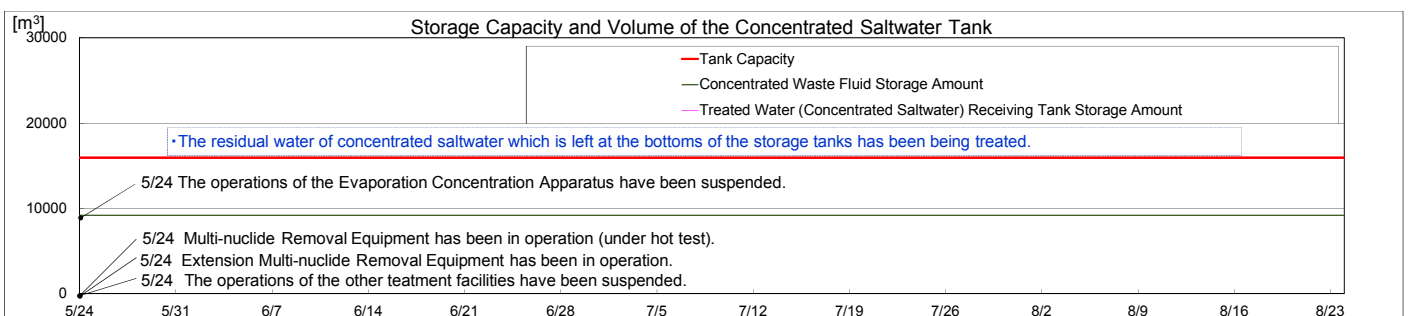 [m³]
Storage Capacity and Volume of the Concentrated Saltwater Tank
30000
Tank Capacity
Concentrated Waste Fluid Storage Amount
Treated Water (Concentrated Saltwater) Receiving Tank Storage Amount
20000
・The residual water of concentrated saltwater which is left at the bottoms of the storage tanks has been being treated.
5/24 The operations of the Evaporation Concentration Apparatus have been suspended.
10000
5/24 Multi-nuclide Removal Equipment has been in operation (under hot test).
5/24 Extension Multi-nuclide Removal Equipment has been in operation.
5/24 The operations of the other teatment facilities have been suspended.
0
5/24 5/31 6/7 6/14 6/21 6/28 7/5 7/12 7/19 7/26 8/2 8/9 8/16 8/23